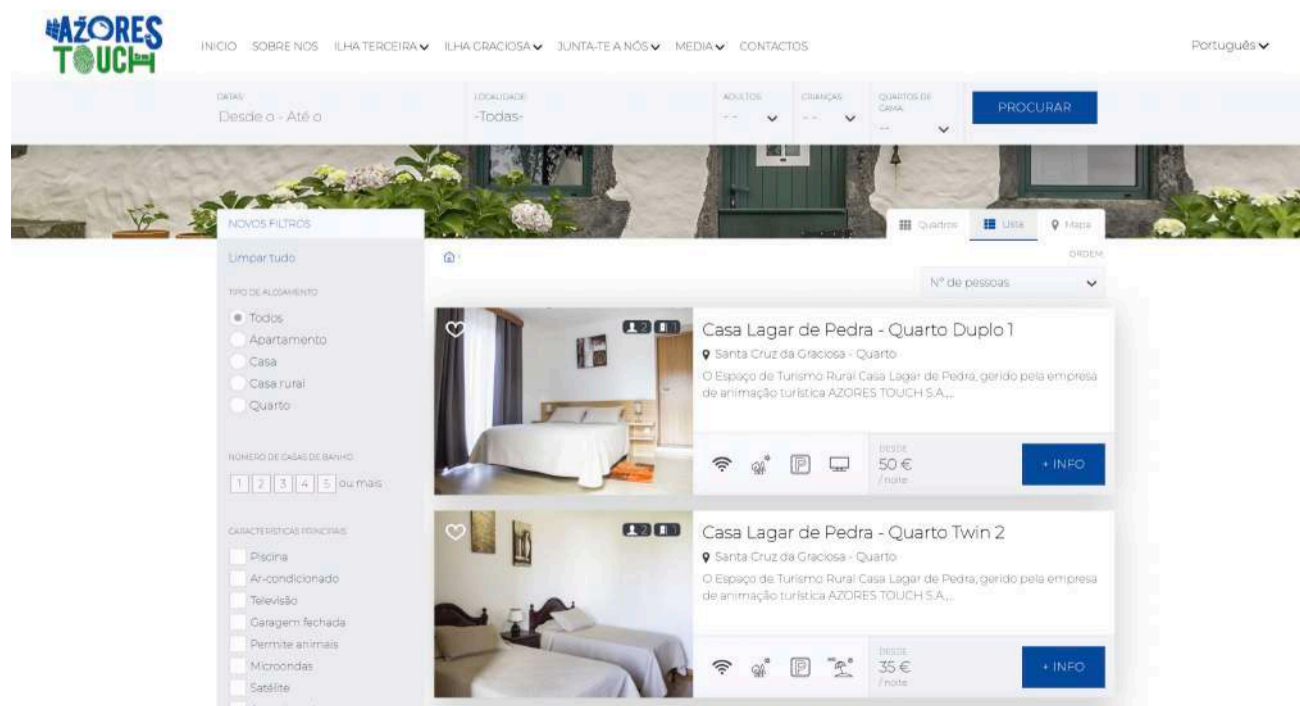 AZORES
TOUCH
INICIO SOBRE NOS ILHA TERCEIRA ILHA GRACIOSA JUNTA-TE A NÓS MEDIA CONTACTOS
Português
DATAS:
Desde o - Até o
LOCALIDADE:
-Todas-
ADULTOS:
--
CRIANÇAS:
--
QUARTOS DE CAMA:
--
PROCURAR
NOVOS FILTROS
Quadros Lista Mapa
Limpar tudo
ORDEM:
Nº de pessoas
TIPO DE ALOJAMENTO
Todos
Apartamento
Casa
Casa rural
Quarto
NÚMERO DE CASAS DE BANHO
1 2 3 4 5 ou mais
CARACTERÍSTICAS PRINCIPAIS
Piscina
Ar-condicionado
Televisão
Garagem fechada
Permite animais
Microondas
Satélite
2 1
Casa Lagar de Pedra - Quarto Duplo 1
Santa Cruz da Graciosa - Quarto
O Espaço de Turismo Rural Casa Lagar de Pedra, gerido pela empresa
de animação turística AZORES TOUCH S.A,...
P
DESDE
50 €
/ noite
+ INFO
2 1
Casa Lagar de Pedra - Quarto Twin 2
Santa Cruz da Graciosa - Quarto
O Espaço de Turismo Rural Casa Lagar de Pedra, gerido pela empresa
de animação turística AZORES TOUCH S.A,...
P
DESDE
35 €
/ noite
+ INFO